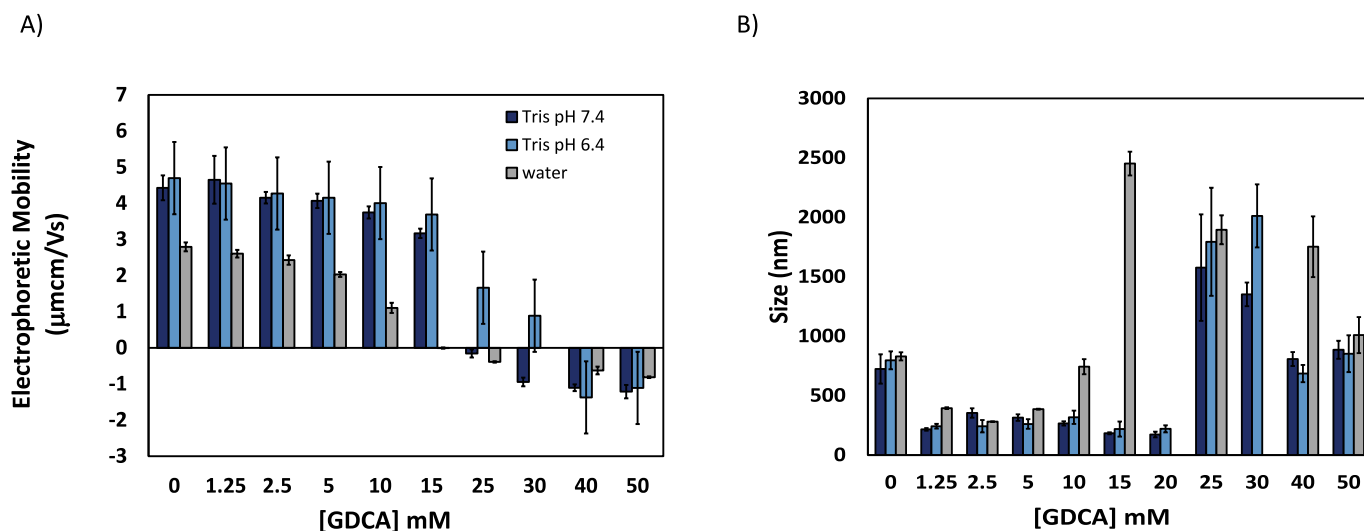 A)
Electrophoretic Mobility
(µmcm/Vs)
7
6
5
4
3
2
1
0
-1
-2
-3
Tris pH 7.4
Tris pH 6.4
water
0 1.25 2.5 5 10 15 25 30 40 50
[GDCA] mM
B)
Size (nm)
3000
2500
2000
1500
1000
500
0
0 1.25 2.5 5 10 15 20 25 30 40 50
[GDCA] mM